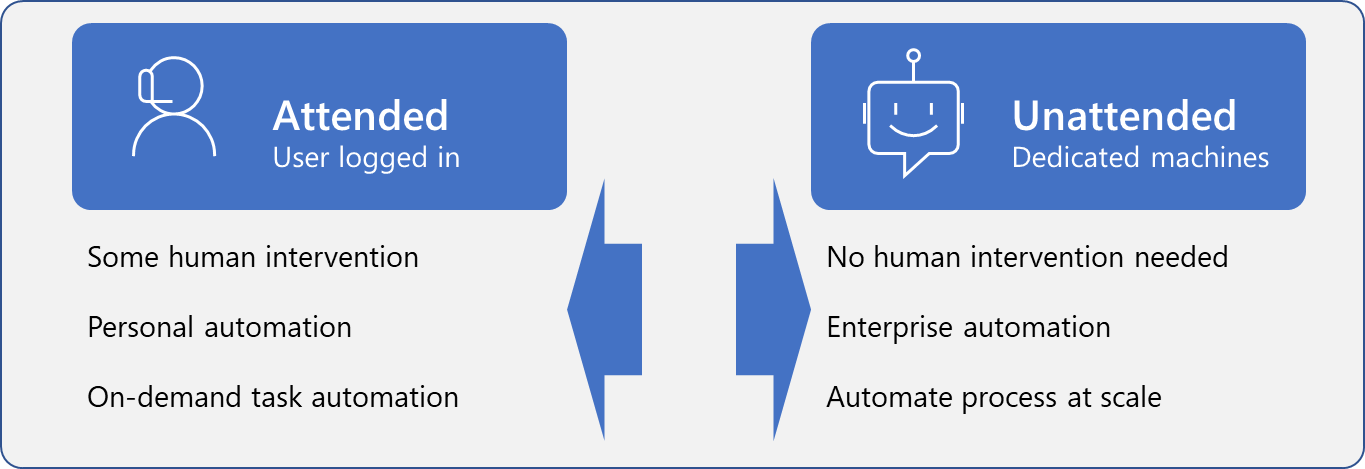 Attended
User logged in
Some human intervention
Personal automation
On-demand task automation
Unattended
Dedicated machines
No human intervention needed
Enterprise automation
Automate process at scale